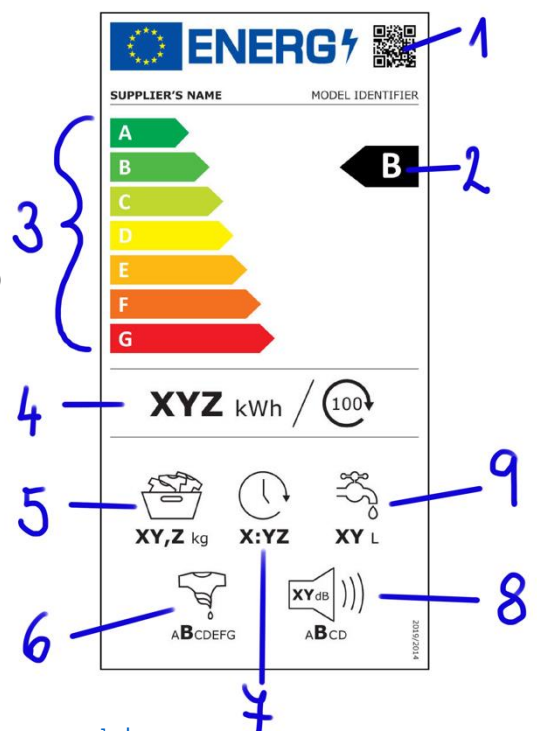 ENERG
1
SUPPLIER'S NAME MODEL IDENTIFIER
A
B B 2
C
3
D
E
F
G
4 XYZ kWh / 100
9
5
XY,Z kg X:YZ XY L
XY dB 8
6 ABCDEFG ABCD
2019/2014
7